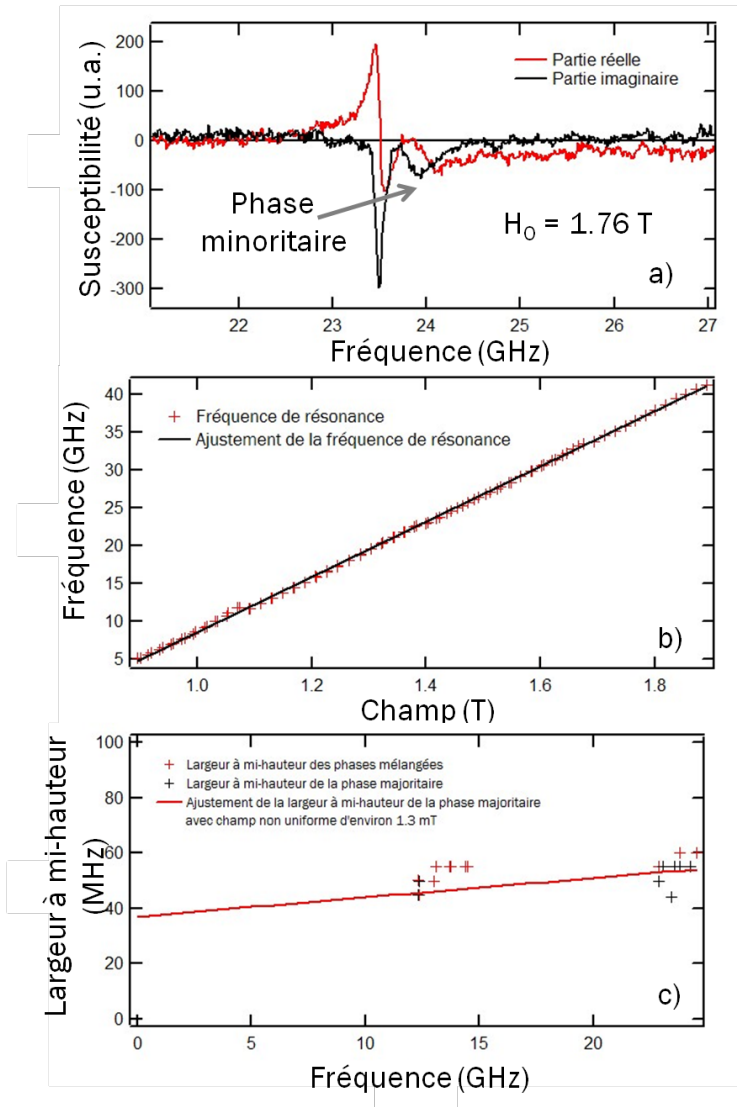 200
100
0
-100
-200
-300
Susceptibilité (u.a.)
Partie réelle
Partie imaginaire
Phase
minoritaire
H0 = 1.76 T
a)
22
23
24
25
26
27
Fréquence (GHz)
40
35
30
25
20
15
10
5
Fréquence (GHz)
Fréquence de résonance
Ajustement de la fréquence de résonance
b)
1.0
1.2
1.4
1.6
1.8
Champ (T)
100
80
60
40
20
0
Largeur à mi-hauteur
(MHz)
Largeur à mi-hauteur des phases mélangées
Largeur à mi-hauteur de la phase majoritaire
Ajustement de la largeur à mi-hauteur de la phase majoritaire
avec champ non uniforme d'environ 1.3 mT
c)
0
5
10
15
20
Fréquence (GHz)